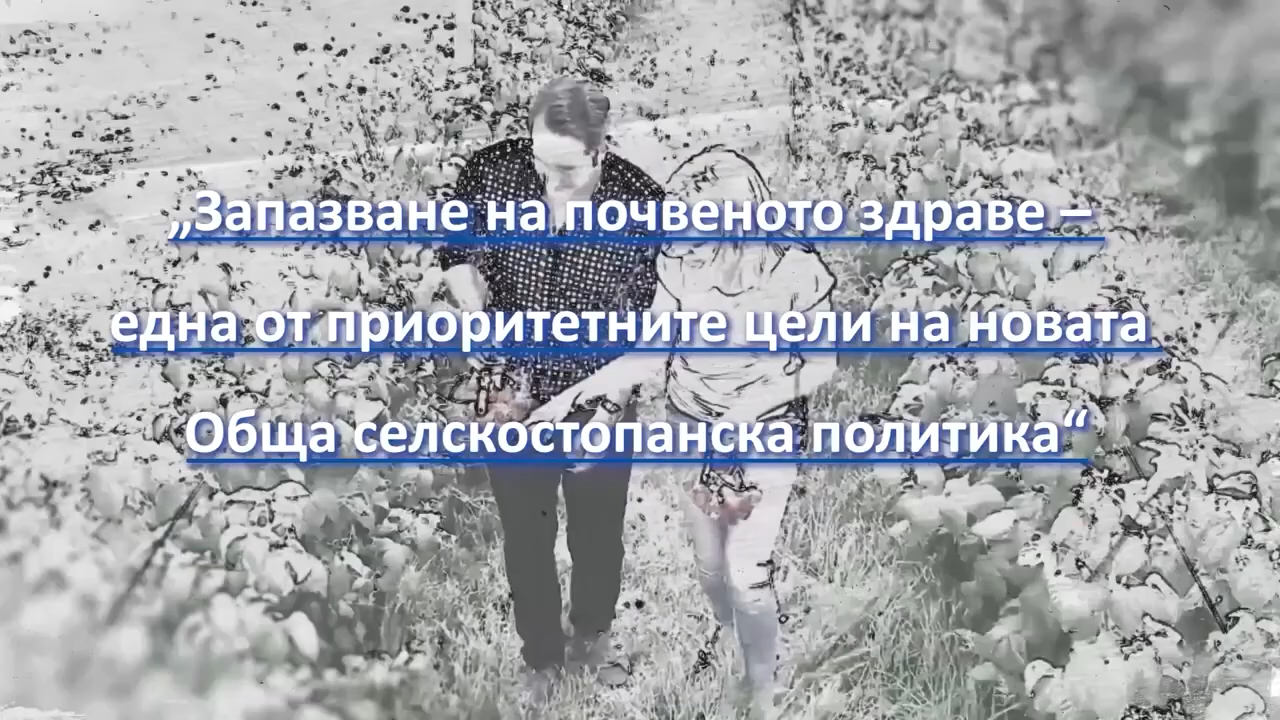 „Запазване на почвеното здраве –
една от приоритетните цели на новата
Обща селскостопанска политика“